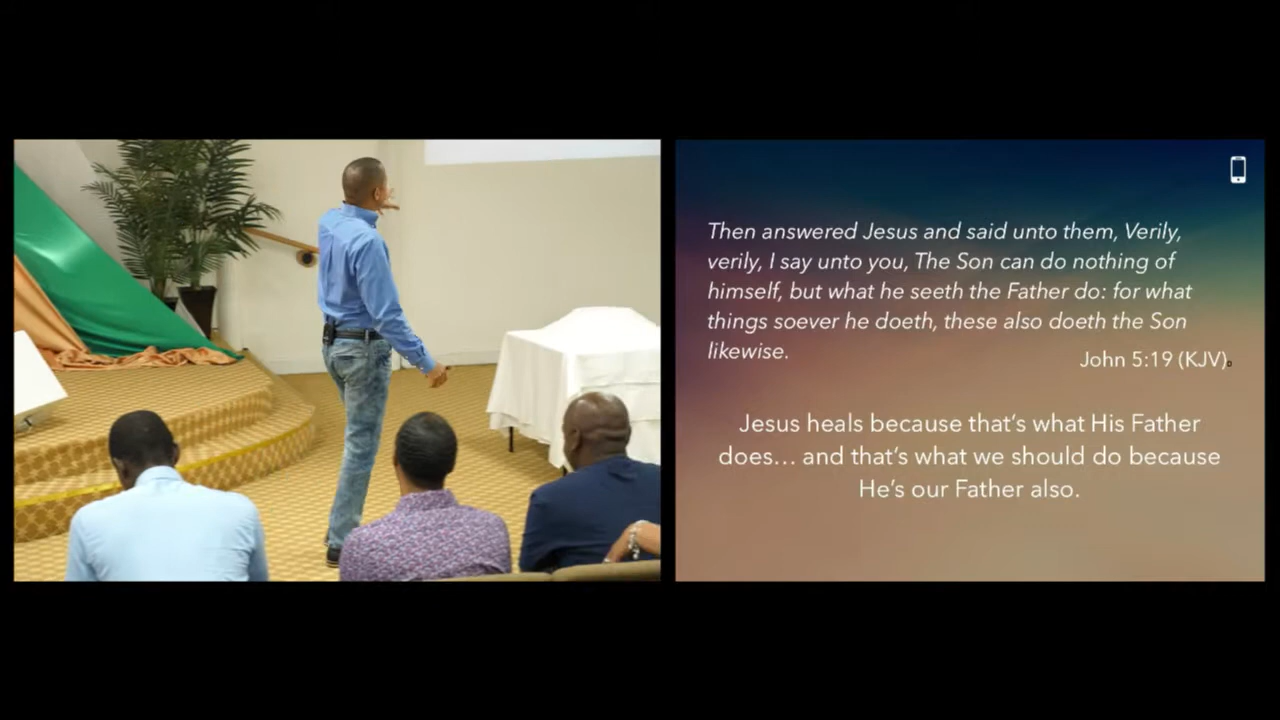 Then answered Jesus and said unto them, Verily,
verily, I say unto you, The Son can do nothing of
himself, but what he seeth the Father do: for what
things soever he doeth, these also doeth the Son
likewise.
John 5:19 (KJV)
Jesus heals because that's what His Father
does... and that's what we should do because
He's our Father also.